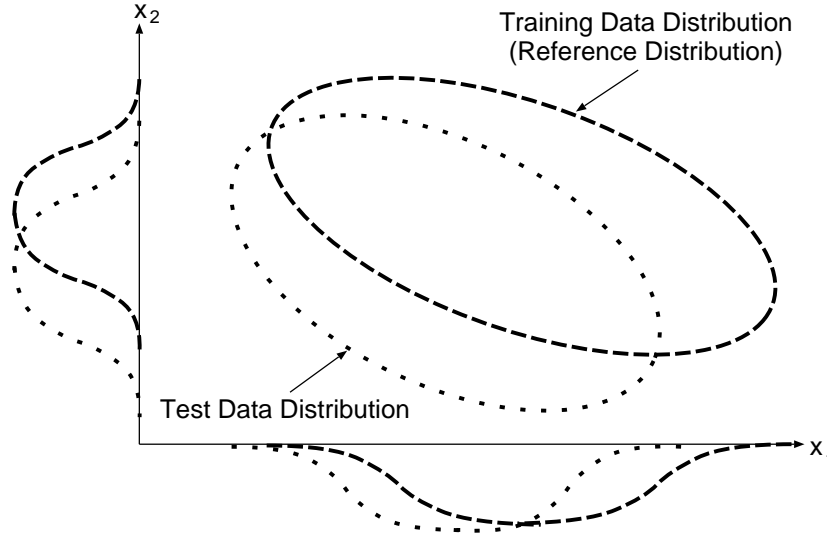 x2
Training Data Distribution
(Reference Distribution)
Test Data Distribution
x